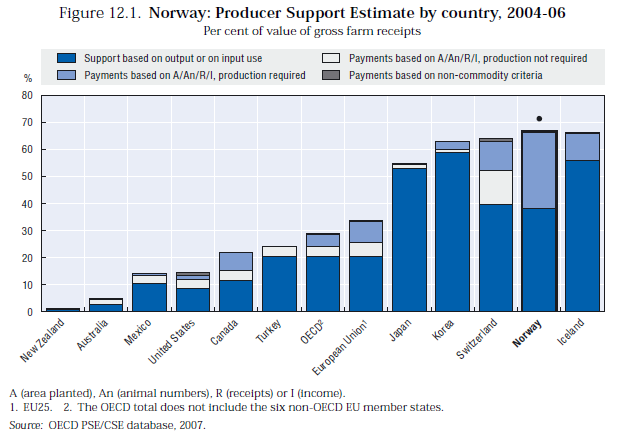 Figure 12.1. Norway: Producer Support Estimate by country, 2004-06
Per cent of value of gross farm receipts
Support based on output or on input use
Payments based on A/An/R/I, production not required
Payments based on A/An/R/I, production required
Payments based on non-commodity criteria
%
80
70
60
50
40
30
20
10
0
New Zealand
Australia
Mexico
United States
Canada
Turkey
OECD²
European Union¹
Japan
Korea
Switzerland
Norway
Iceland
A (area planted), An (animal numbers), R (receipts) or I (income).
1. EU25. 2. The OECD total does not include the six non-OECD EU member states.
Source: OECD PSE/CSE database, 2007.